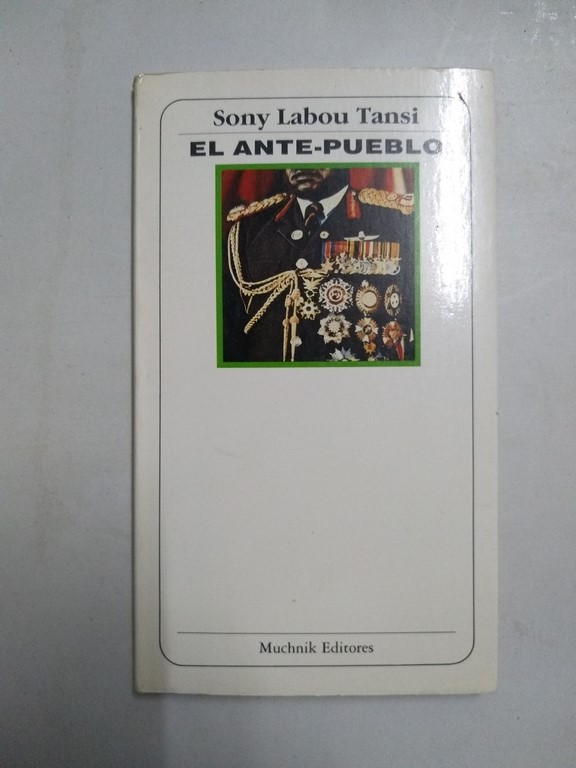 Sony Labou Tansi
EL ANTE-PUEBLO
Muchnik Editores